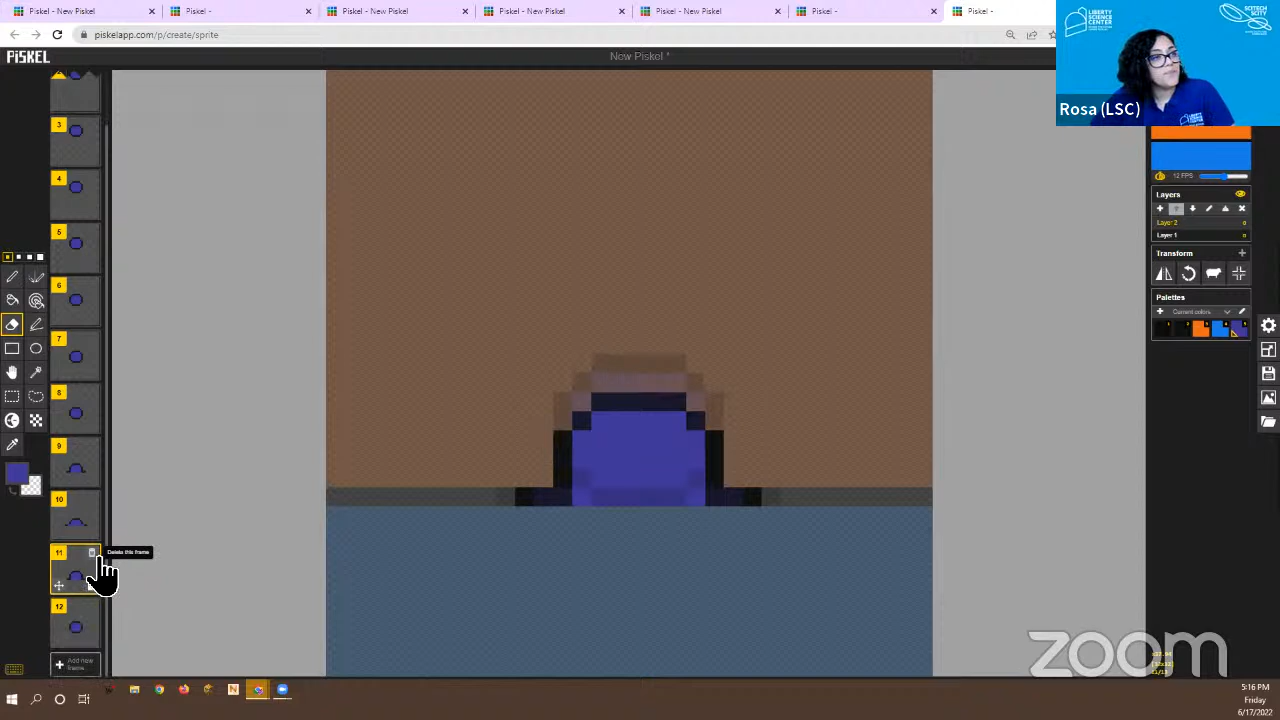 Piskel - New Piskel
Piskel -
Piskel - New Piskel
Piskel - New Piskel
Piskel - New Piskel
Piskel -
Piskel -
piskelapp.com/p/create/sprite
PiSKEL
New Piskel *
LIBERTY
SCIENCE
CENTER
SCITECH
SCITY
Rosa (LSC)
3
4
5
6
7
8
9
10
11
Delete this frame
12
Add new
frame
12 FPS
Layers
Layer 2
Layer 1
Transform
Palettes
Current colors
zoom
5:16 PM
Friday
6/17/2022